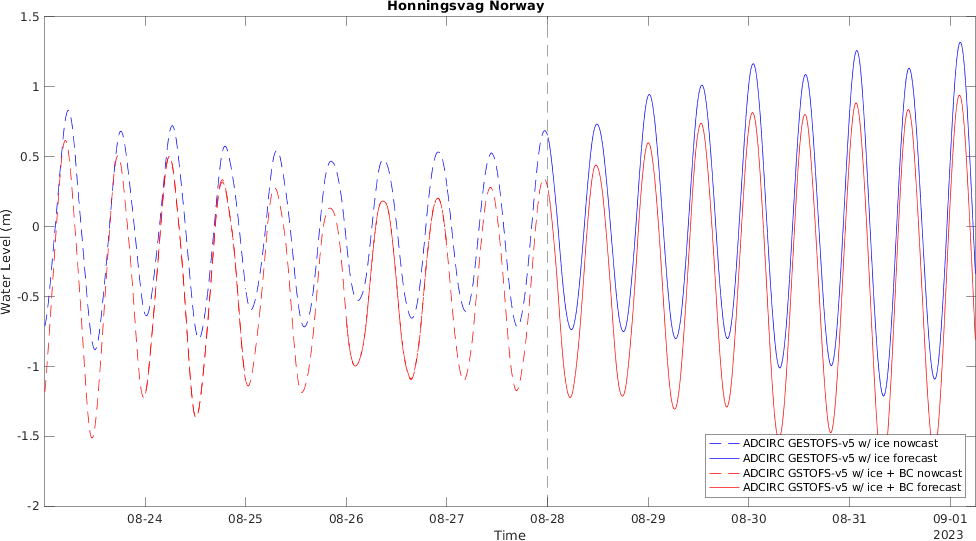 Honningsvag Norway
1.5
1
0.5
0
-0.5
-1
-1.5
-2
Water Level (m)
ADCIRC GESTOFS-v5 w/ ice nowcast
ADCIRC GESTOFS-v5 w/ ice forecast
ADCIRC GSTOFS-v5 w/ ice + BC nowcast
ADCIRC GSTOFS-v5 w/ ice + BC forecast
08-24 08-25 08-26 08-27 08-28 08-29 08-30 08-31 09-01
Time
2023